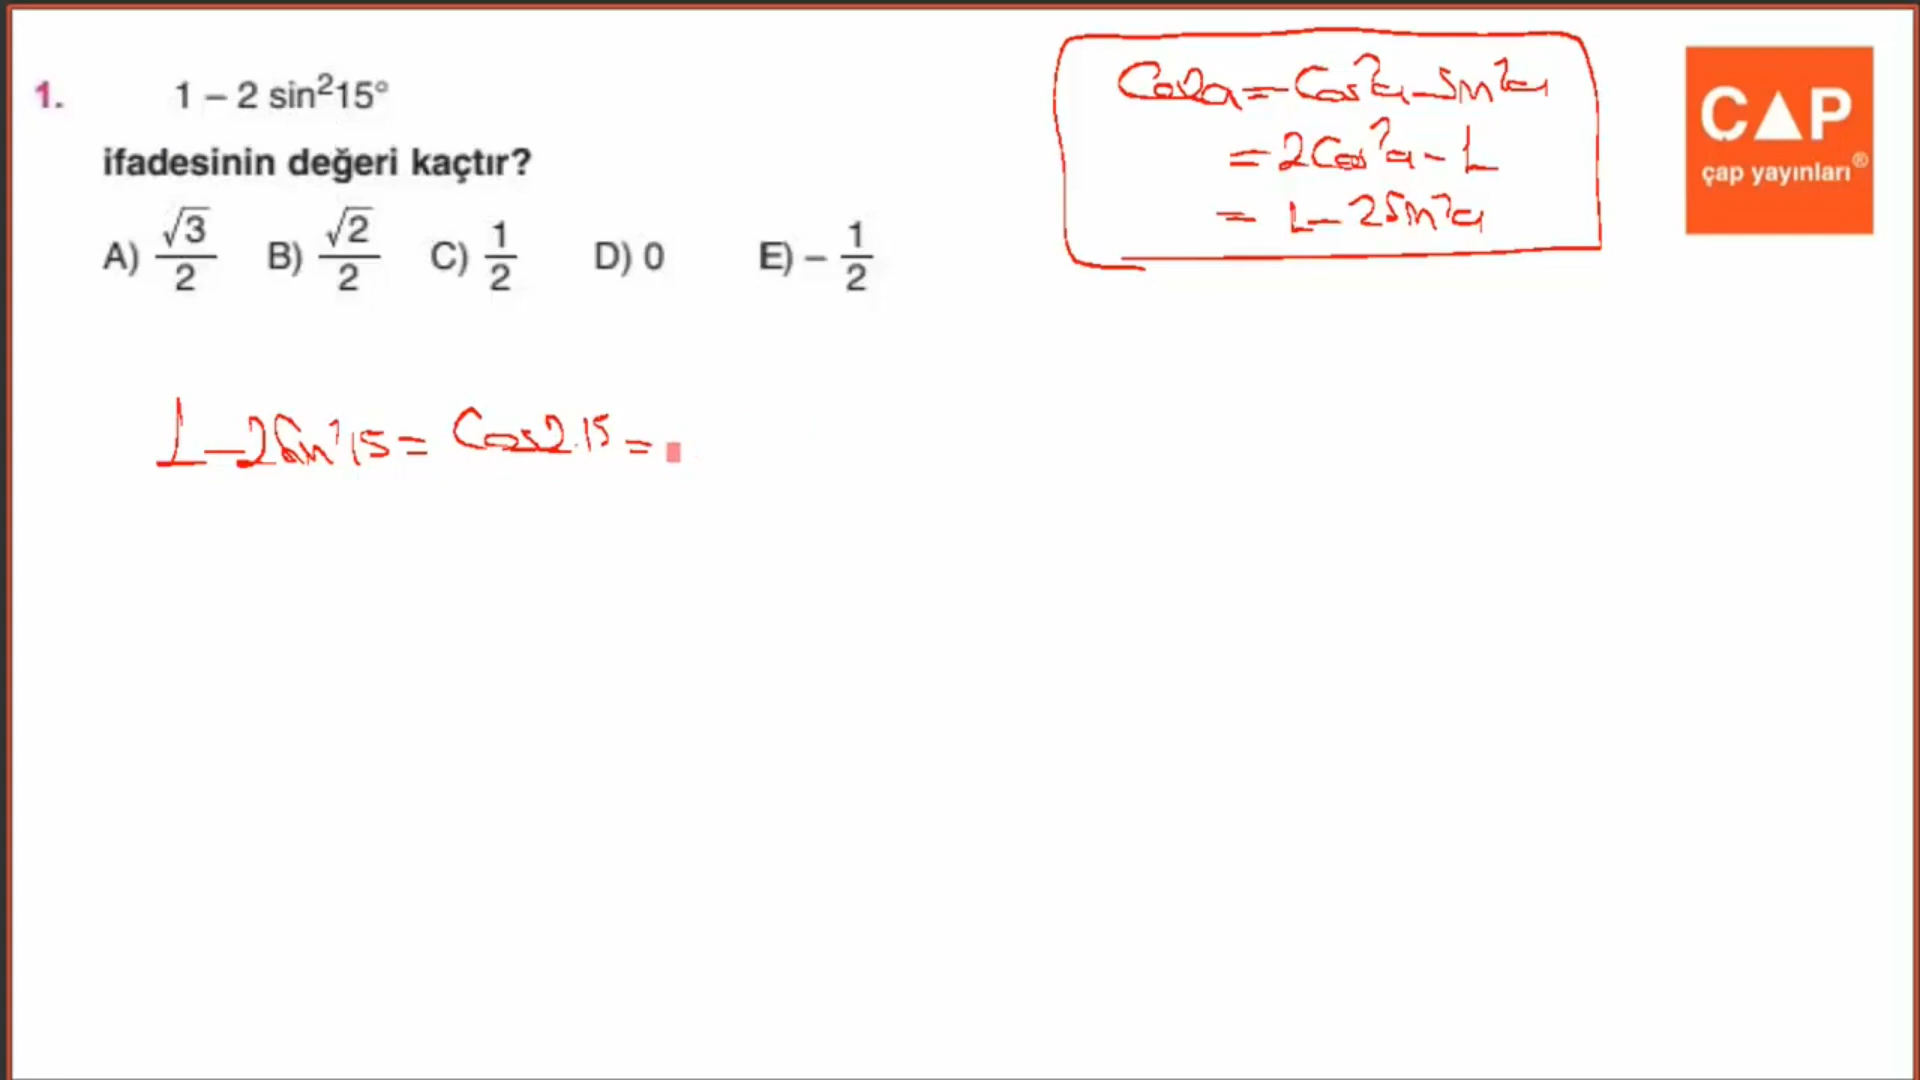 1. 1 – 2 sin²15°
ifadesinin değeri kaçtır?
A) √3/2 B) √2/2 C) 1/2 D) 0 E) – 1/2
Cos2a = Cos²a – Sin²a
= 2Cos²a – 1
= 1 – 2Sin²a
ÇAP
çap yayınları®
1 – 2Sin²15 = Cos2.15 =